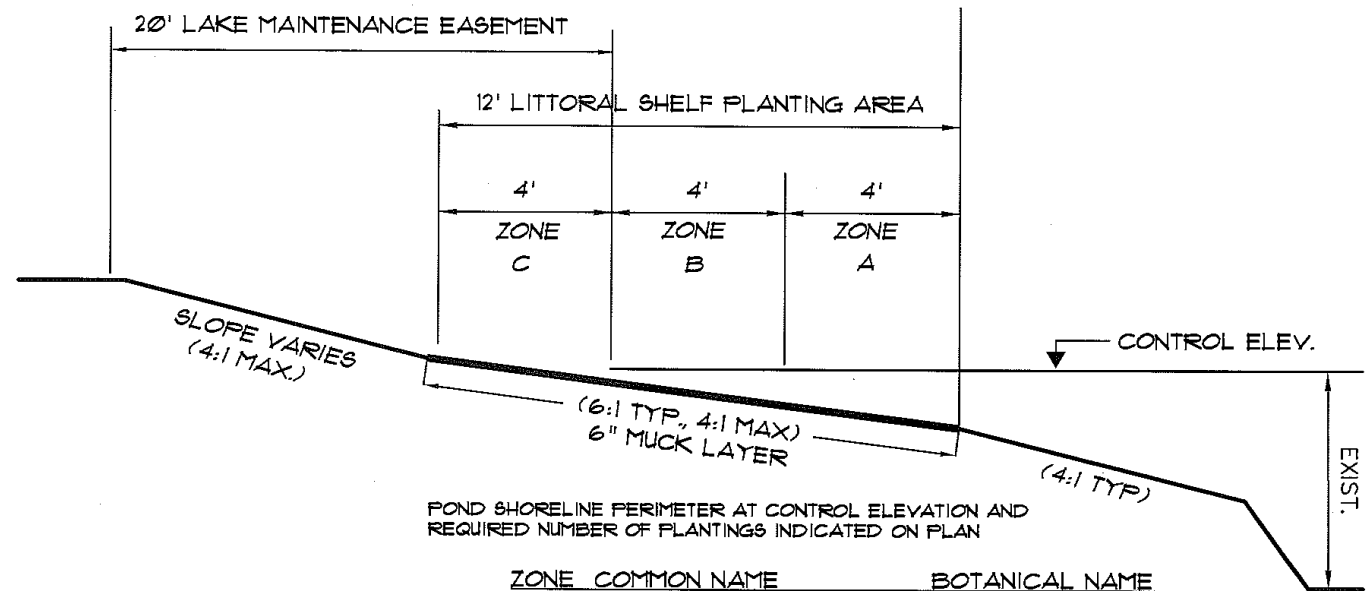 20' LAKE MAINTENANCE EASEMENT
12' LITTORAL SHELF PLANTING AREA
4' 4' 4'
ZONE ZONE ZONE
C B A
SLOPE VARIES
(4:1 MAX.)
CONTROL ELEV.
(6:1 TYP., 4:1 MAX)
6" MUCK LAYER
(4:1 TYP)
EXIST.
POND SHORELINE PERIMETER AT CONTROL ELEVATION AND
REQUIRED NUMBER OF PLANTINGS INDICATED ON PLAN
ZONE COMMON NAME BOTANICAL NAME